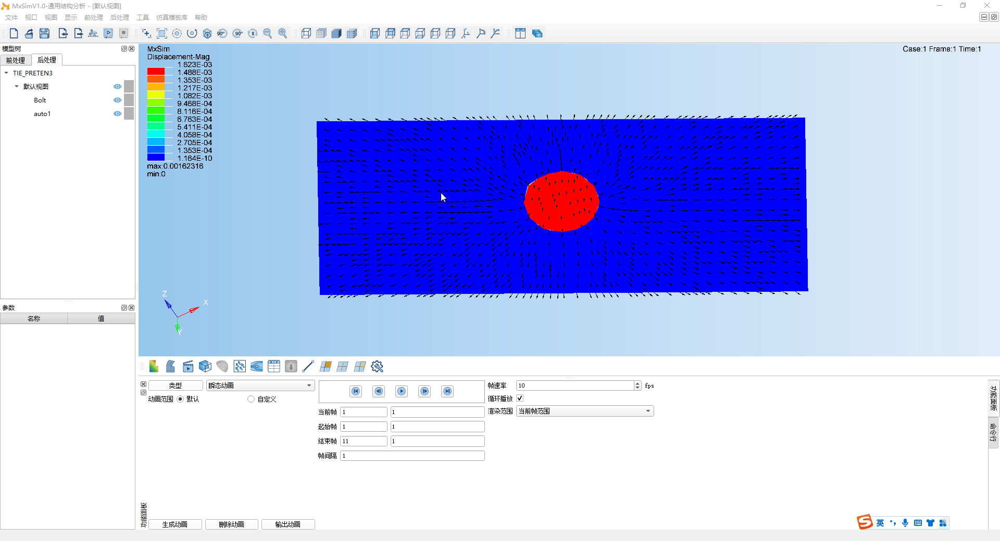 MxSimV1.0-通用结构分析 - [默认视图]
文件 视口 视图 显示 前处理 后处理 工具 仿真模板库 帮助
90° 90° X
模型树
前处理 后处理
TIE_PRETEN3
默认视图
Bolt
auto1
参数
名称 值
MxSim
Displacement-Mag
1.623E-03
1.488E-03
1.353E-03
1.217E-03
1.082E-03
9.468E-04
8.116E-04
6.763E-04
5.411E-04
4.058E-04
2.705E-04
1.353E-04
1.164E-10
max:0.00162316
min:0
Case:1 Frame:1 Time:1
Z
X
Y
类型 瞬态动画
动画范围 默认 自定义
当前帧 1 1
起始帧 1 1
结束帧 11 1
帧间隔 1
帧速率 10 fps
循环播放
渲染范围 当前帧范围
功能面板
命令行
功能面板
生成动画 删除动画 输出动画
S 英